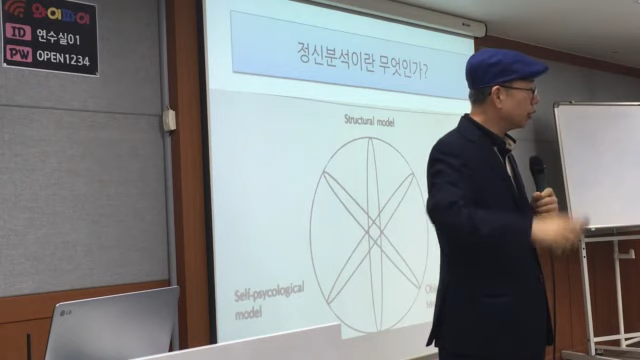 와이파이
ID 연수실01
PW OPEN1234
정신분석이란 무엇인가?
Structural model
Self-psycological
model
LG